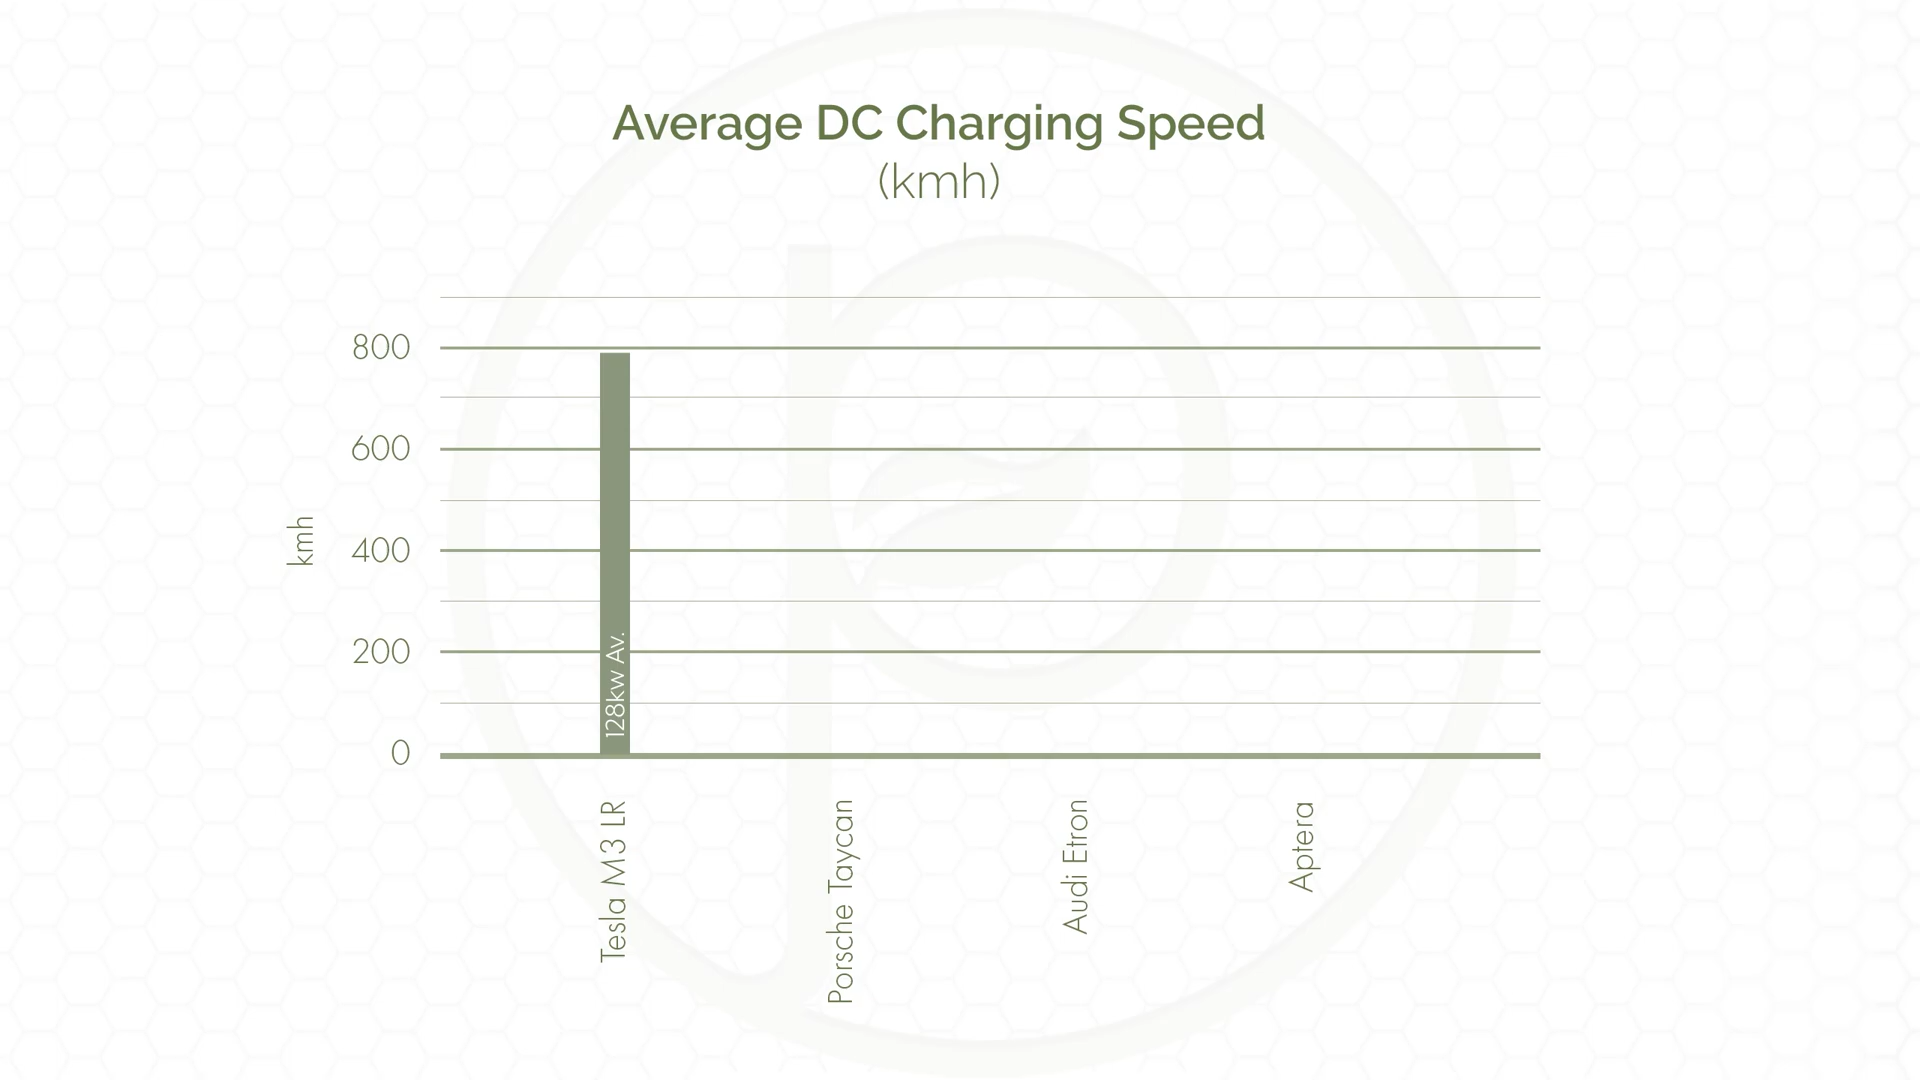 Average DC Charging Speed
(kmh)
800
600
kmh
400
200
0
128kw Av.
Tesla M3 LR
Porsche Taycan
Audi Etron
Aptera